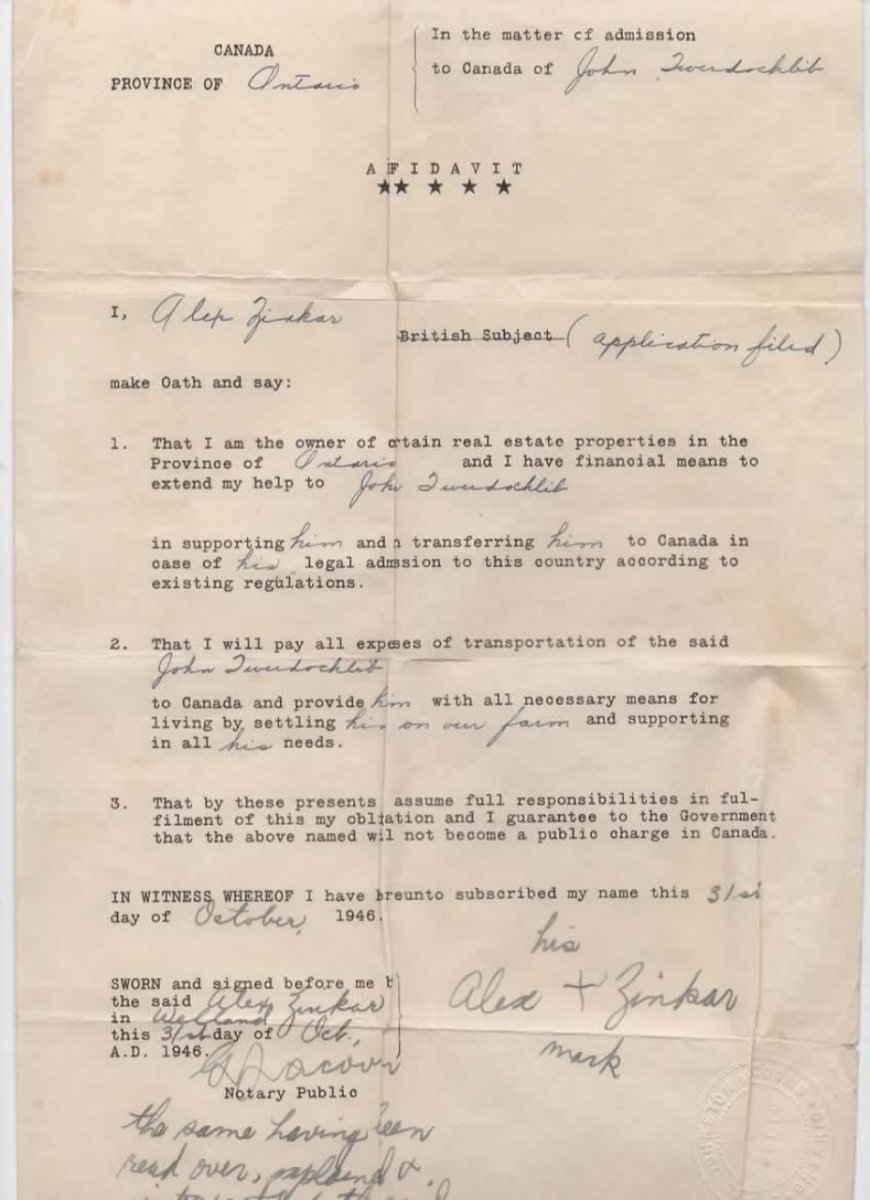 CANADA
PROVINCE OF Ontario
In the matter of admission
to Canada of John Twerdochlib
AFIDAVIT
★★ ★ ★ ★
I, Alex Zinkar
British Subject (application filed)
make Oath and say:
1. That I am the owner of crtain real estate properties in the
Province of Ontario and I have financial means to
extend my help to John Twerdochlib
in supporting him and n transferring him to Canada in
case of his legal admssion to this country according to
existing regulations.
2. That I will pay all expeses of transportation of the said
John Twerdochlib
to Canada and provide him with all necessary means for
living by settling him on our farm and supporting
in all his needs.
3. That by these presents assume full responsibilities in ful-
filment of this my obliation and I guarantee to the Government
that the above named wil not become a public charge in Canada.
IN WITNESS WHEREOF I have hreunto subscribed my name this 31st
day of October, 1946.
his
Alex + Zinkar
mark
SWORN and signed before me b
the said Alex Zinkar
in Welland
this 31st day of Oct.
A.D. 1946.
Notary Public
the same having been
read over, explained &